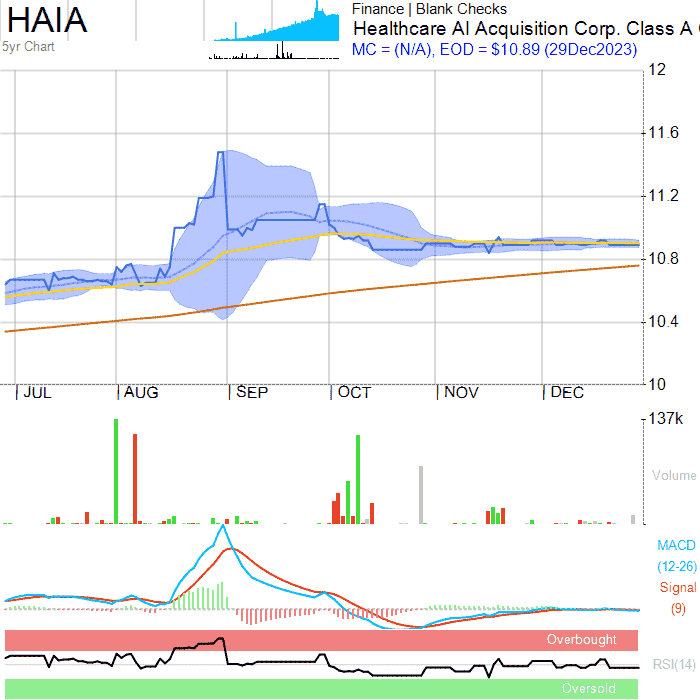 HAIA
5yr Chart
Finance | Blank Checks
Healthcare AI Acquisition Corp. Class A
MC = (N/A), EOD = $10.89 (29Dec2023)
12
11.6
11.2
10.8
10.4
10
JUL
AUG
SEP
OCT
NOV
DEC
137k
Volume
MACD
(12-26)
Signal
(9)
Overbought
RSI(14)
Oversold